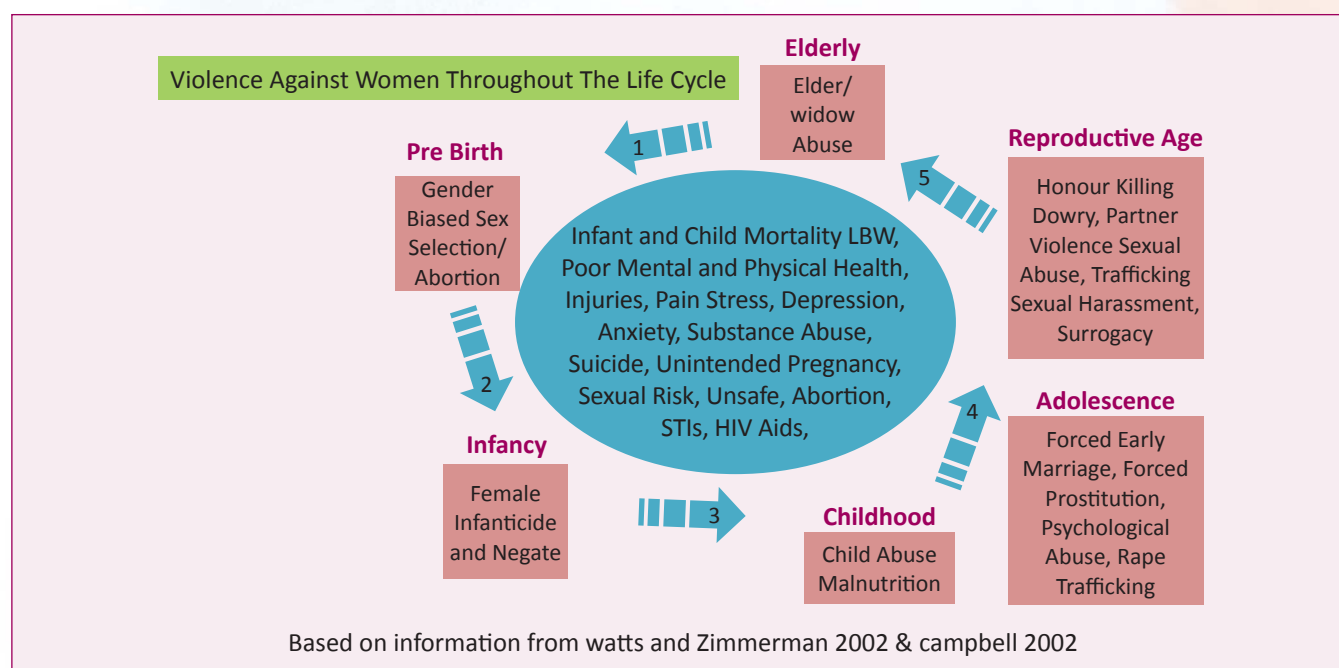 Violence Against Women Throughout The Life Cycle
Elderly
Elder/
widow
Abuse
1
Pre Birth
Gender
Biased Sex
Selection/
Abortion
2
Infancy
Female
Infanticide
and Negate
3
Childhood
Child Abuse
Malnutrition
4
Adolescence
Forced Early
Marriage, Forced
Prostitution,
Psychological
Abuse, Rape
Trafficking
Reproductive Age
Honour Killing
Dowry, Partner
Violence Sexual
Abuse, Trafficking
Sexual Harassment,
Surrogacy
5
Infant and Child Mortality LBW,
Poor Mental and Physical Health,
Injuries, Pain Stress, Depression,
Anxiety, Substance Abuse,
Suicide, Unintended Pregnancy,
Sexual Risk, Unsafe, Abortion,
STIs, HIV Aids,
Based on information from watts and Zimmerman 2002 & campbell 2002